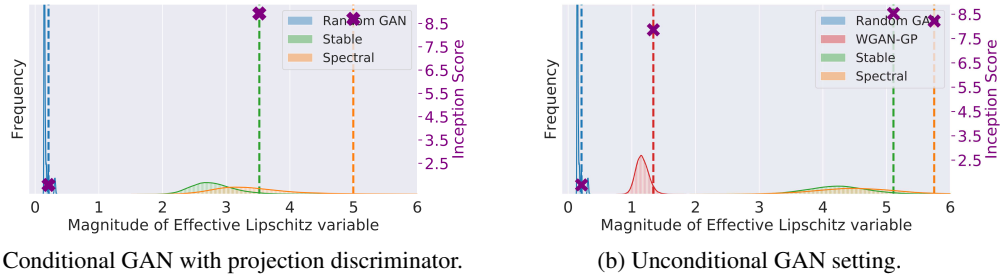 Random GAN
Stable
Spectral
Frequency
8.5
7.5
6.5
5.5
4.5
3.5
2.5
Inception Score
0 1 2 3 4 5 6
Magnitude of Effective Lipschitz variable
Conditional GAN with projection discriminator.
Random GAN
WGAN-GP
Stable
Spectral
Frequency
8.5
7.5
6.5
5.5
4.5
3.5
2.5
Inception Score
0 1 2 3 4 5 6
Magnitude of Effective Lipschitz variable
(b) Unconditional GAN setting.